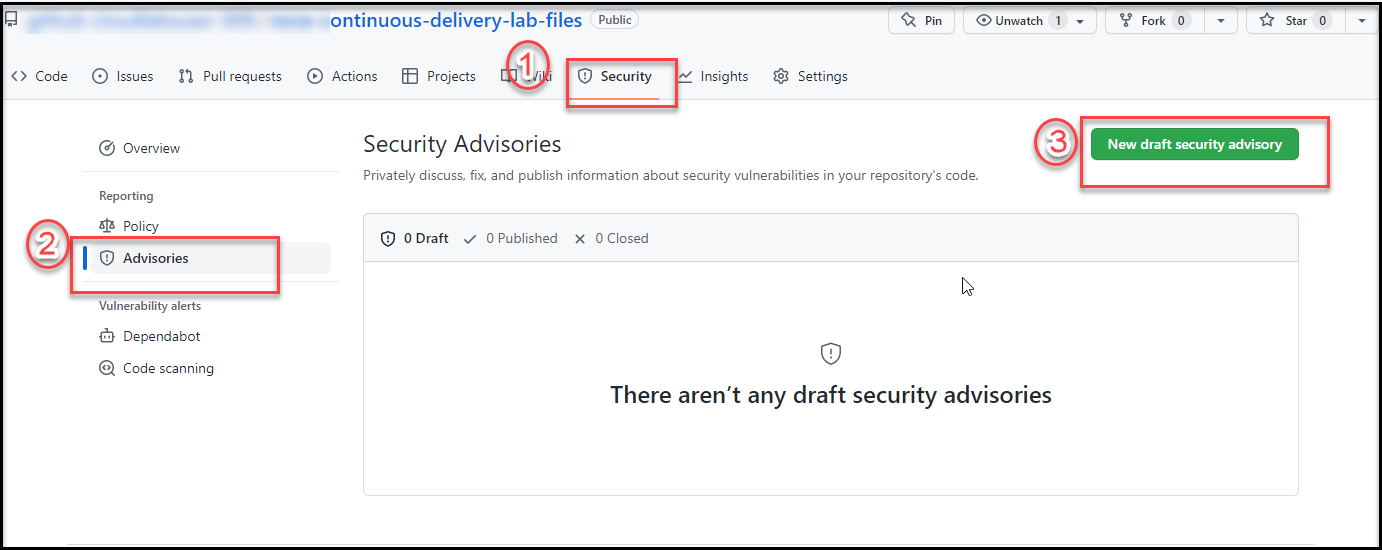 ontinuous-delivery-lab-files Public Pin Unwatch 1 Fork 0 Star 0
Code Issues Pull requests Actions Projects Wiki Security Insights Settings
1
Overview
Reporting
Policy
2
Advisories
Vulnerability alerts
Dependabot
Code scanning
Security Advisories
Privately discuss, fix, and publish information about security vulnerabilities in your repository's code.
3
New draft security advisory
0 Draft 0 Published 0 Closed
There aren't any draft security advisories